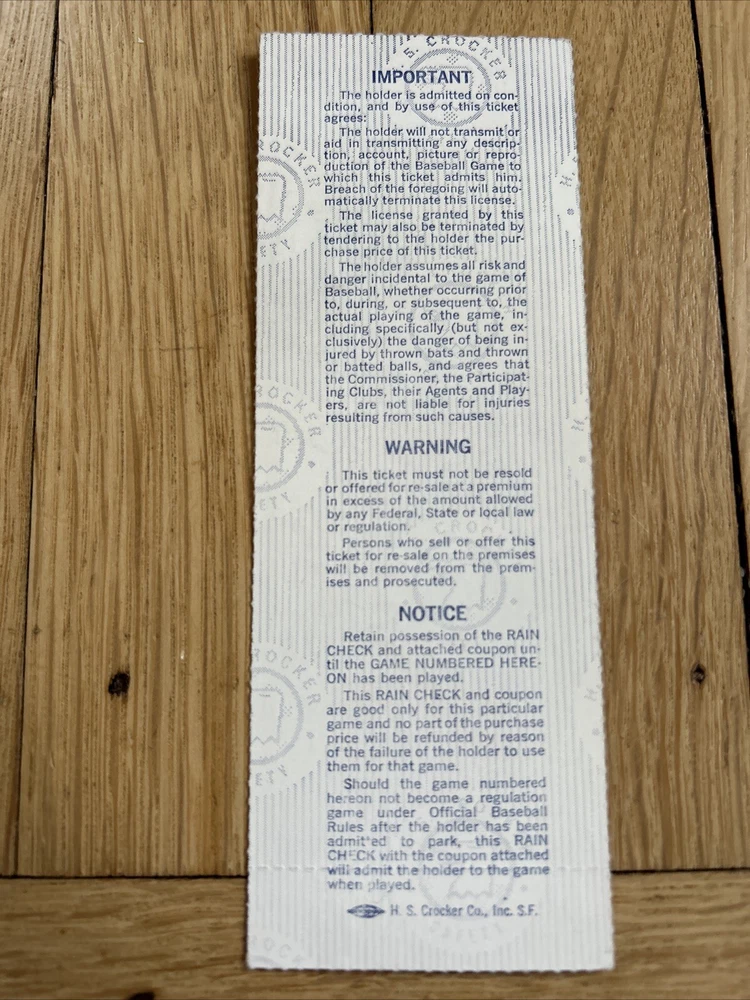 S. CROCKER
IMPORTANT
The holder is admitted on con-
dition, and by use of this ticket
agrees:
The holder will not transmit or
aid in transmitting any descrip-
tion, account, picture or repro-
duction of the Baseball Game to
which this ticket admits him.
Breach of the foregoing will auto-
matically terminate this license.
The license granted by this
ticket may also be terminated by
tendering to the holder the pur-
chase price of this ticket.
The holder assumes all risk and
danger incidental to the game of
Baseball, whether occurring prior
to, during, or subsequent to, the
actual playing of the game, in-
cluding specifically (but not ex-
clusively) the danger of being in-
jured by thrown bats and thrown
or batted balls, and agrees that
the Commissioner, the Participat-
ing Clubs, their Agents and Play-
ers, are not liable for injuries
resulting from such causes.
WARNING
This ticket must not be resold
or offered for re-sale at a premium
in excess of the amount allowed
by any Federal, State or local law
or regulation.
Persons who sell or offer this
ticket for re-sale on the premises
will be removed from the prem-
ises and prosecuted.
NOTICE
Retain possession of the RAIN
CHECK and attached coupon un-
til the GAME NUMBERED HERE-
ON has been played.
This RAIN CHECK and coupon
are good only for this particular
game and no part of the purchase
price will be refunded by reason
of the failure of the holder to use
them for that game.
Should the game numbered
hereon not become a regulation
game under Official Baseball
Rules after the holder has been
admitted to park, this RAIN
CHECK with the coupon attached
will admit the holder to the game
when played.
H. S. Crocker Co., Inc. S.F.